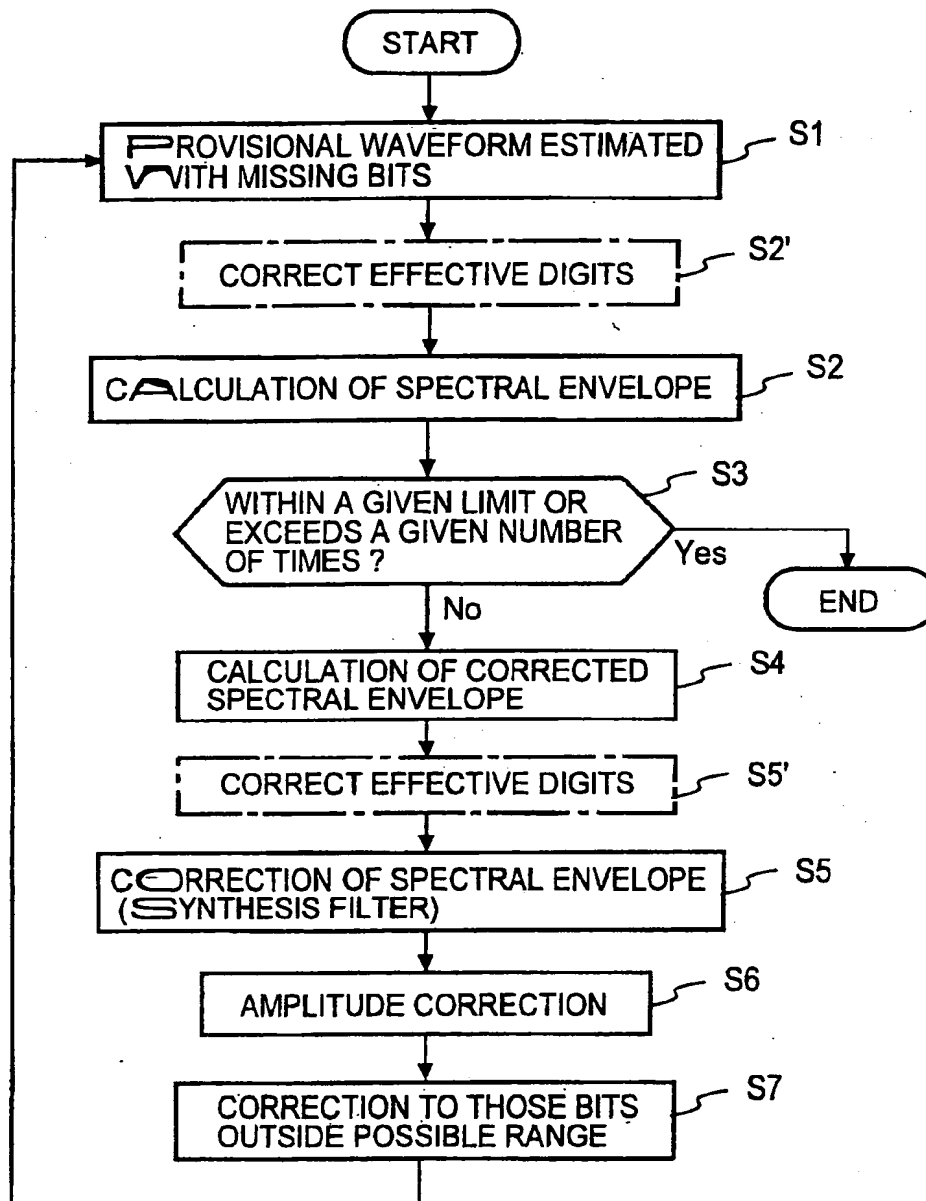 START
PROVISIONAL WAVEFORM ESTIMATED
WITH MISSING BITS
S1
CORRECT EFFECTIVE DIGITS
S2'
CALCULATION OF SPECTRAL ENVELOPE
S2
WITHIN A GIVEN LIMIT OR
EXCEEDS A GIVEN NUMBER
OF TIMES ?
S3
Yes
END
No
CALCULATION OF CORRECTED
SPECTRAL ENVELOPE
S4
CORRECT EFFECTIVE DIGITS
S5'
CORRECTION OF SPECTRAL ENVELOPE
(SYNTHESIS FILTER)
S5
AMPLITUDE CORRECTION
S6
CORRECTION TO THOSE BITS
OUTSIDE POSSIBLE RANGE
S7